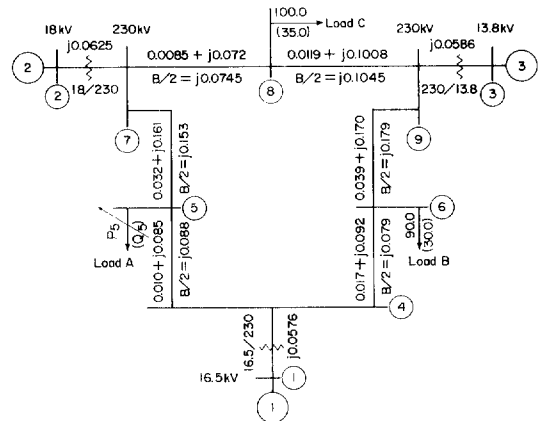 100.0
(35.0)
Load C
18kV
230kV
230kV
13.8kV
j0.0625
0.0085 + j0.072
0.0119 + j0.1008
j0.0586
2
2
18/230
B/2 = j0.0745
8
B/2 = j0.1045
230/13.8
3
3
7
9
0.032 + j0.161
B/2 = j0.153
0.039 + j0.170
B/2 = j0.179
5
6
P5
(Q5)
Load A
90.0
(30.0)
Load B
0.010 + j0.085
B/2 = j0.088
0.017 + j0.092
B/2 = j0.079
4
16.5/230
j0.0576
16.5kV
1
1